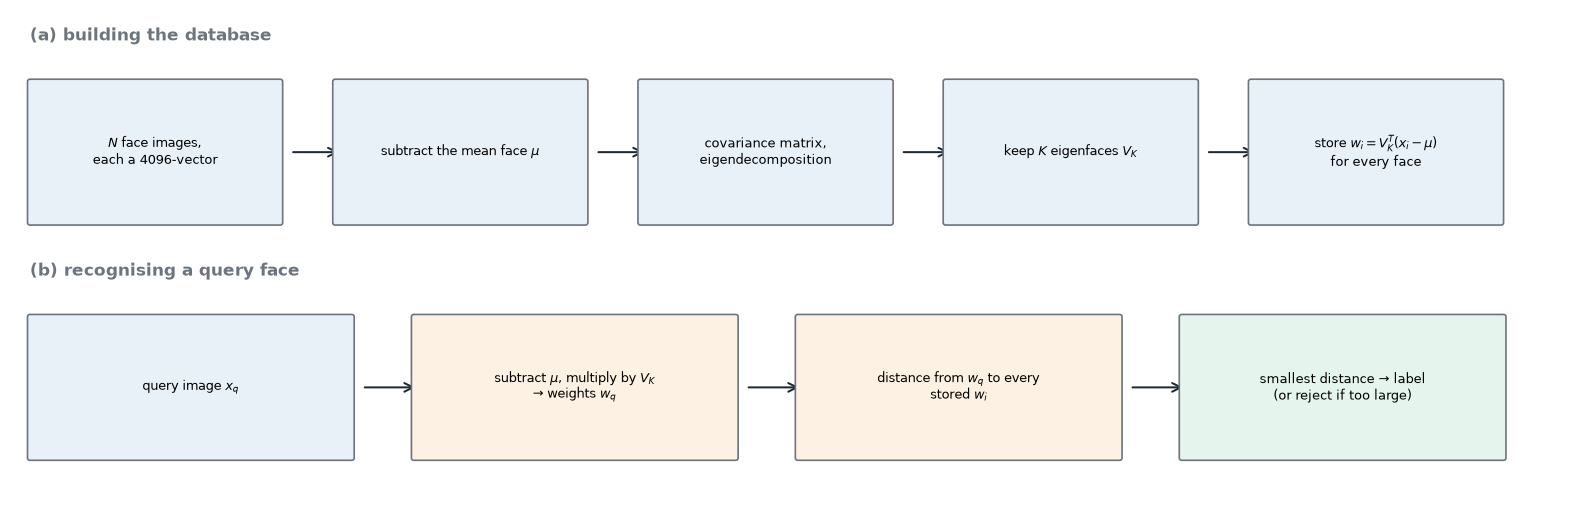 (a) building the database
N face images,
each a 4096-vector
subtract the mean face μ
covariance matrix,
eigendecomposition
keep K eigenfaces V_K
store w_i = V_K^T(x_i − μ)
for every face
(b) recognising a query face
query image x_q
subtract μ, multiply by V_K
→ weights w_q
distance from w_q to every
stored w_i
smallest distance → label
(or reject if too large)